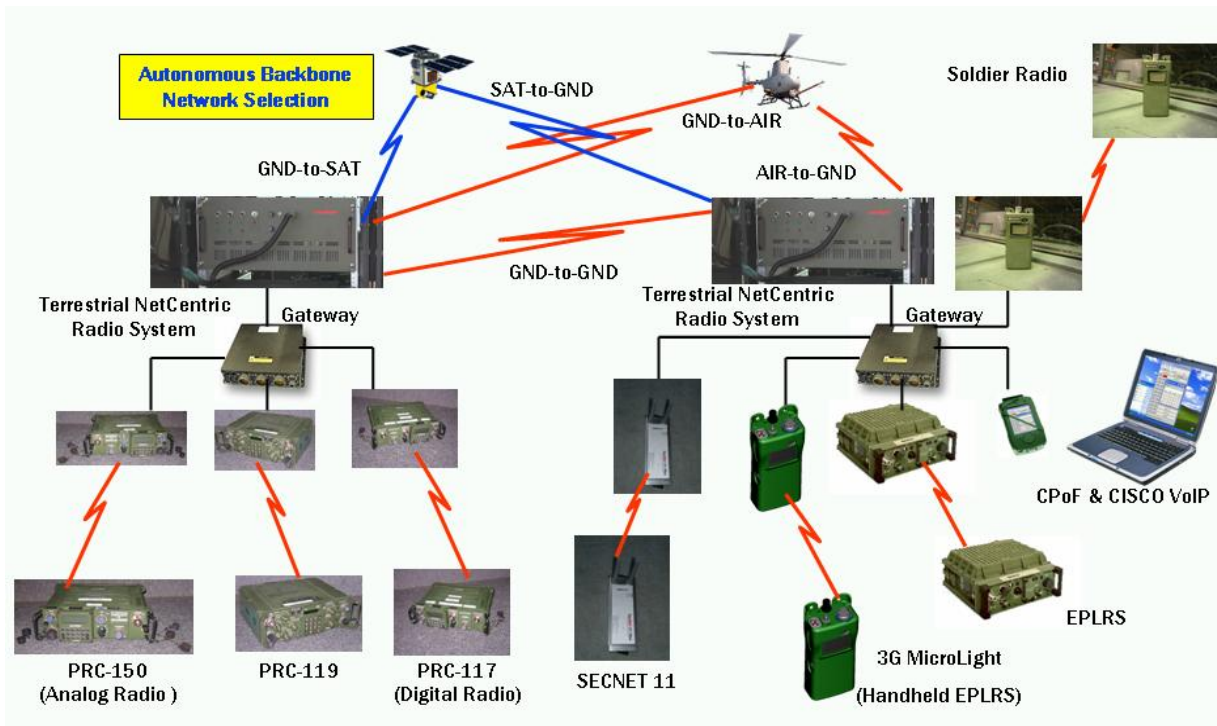 Autonomous Backbone
Network Selection
SAT-to-GND
GND-to-AIR
Soldier Radio
GND-to-SAT
AIR-to-GND
GND-to-GND
Terrestrial NetCentric
Radio System
Gateway
Terrestrial NetCentric
Radio System
Gateway
CPoF & CISCO VoIP
EPLRS
PRC-150
(Analog Radio )
PRC-119
PRC-117
(Digital Radio)
SECNET 11
3G MicroLight
(Handheld EPLRS)